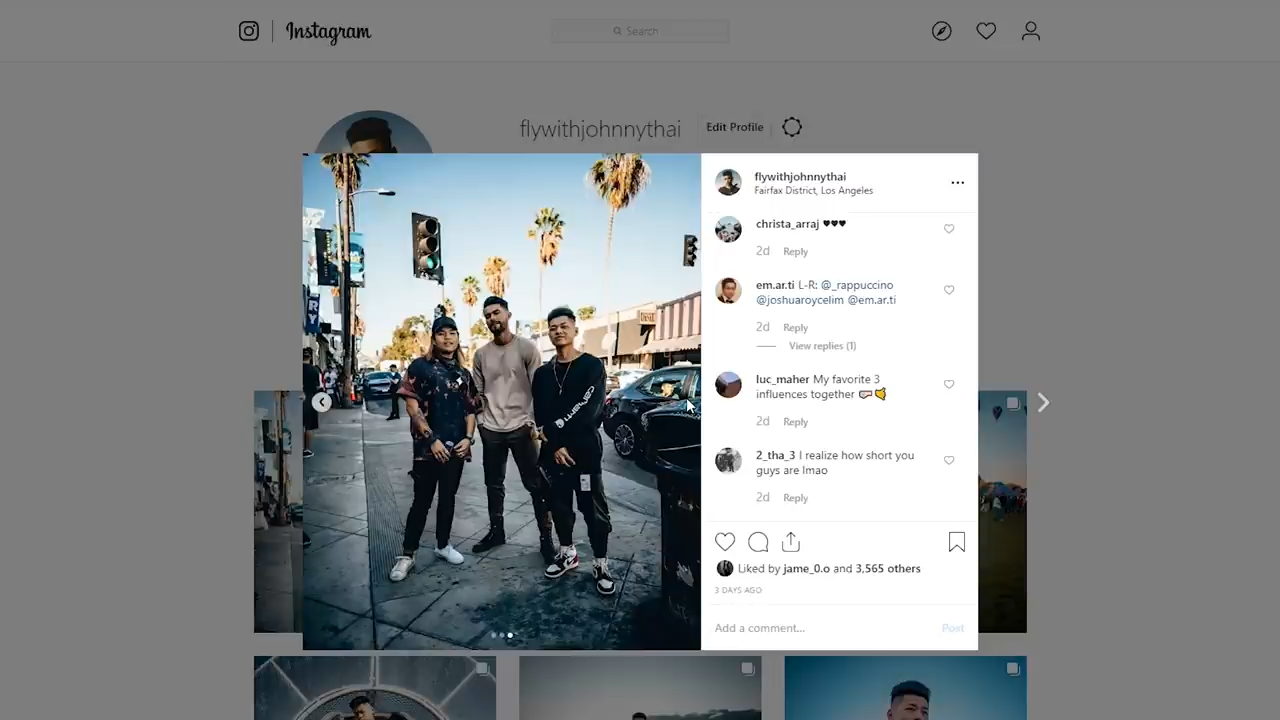 Instagram
Search
flywithjohnnythai
Edit Profile
flywithjohnnythai
Fairfax District, Los Angeles
christa_arraj ♥♥♥
2d Reply
em.ar.ti L-R: @_rappuccino
@joshuaroycelim @em.ar.ti
2d Reply
View replies (1)
luc_maher My favorite 3
influences together 🤜🤛
2d Reply
2_tha_3 I realize how short you
guys are lmao
2d Reply
Liked by jame_0.o and 3,565 others
3 DAYS AGO
Add a comment...
Post